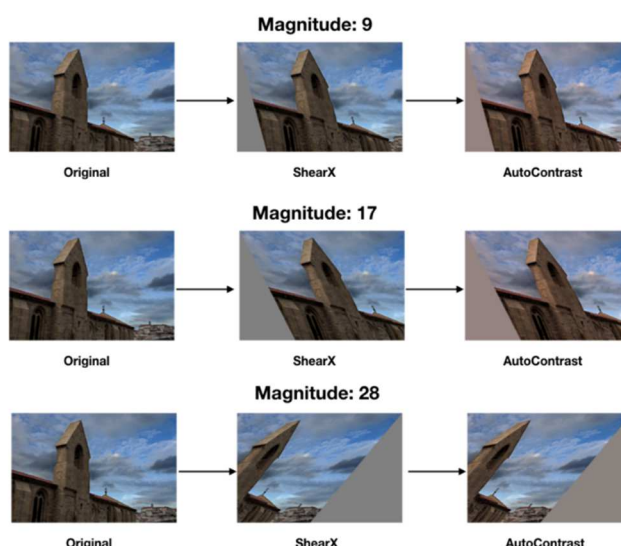 Magnitude: 9
Original
ShearX
AutoContrast
Magnitude: 17
Original
ShearX
AutoContrast
Magnitude: 28
Original
ShearX
AutoContrast